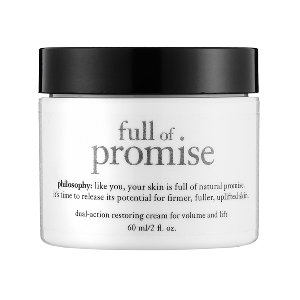 full of
promise
philosophy: like you, your skin is full of natural promise.
it's time to release its potential for firmer, fuller, uplifted skin.
dual-action restoring cream for volume and lift
60 ml/2 fl. oz.